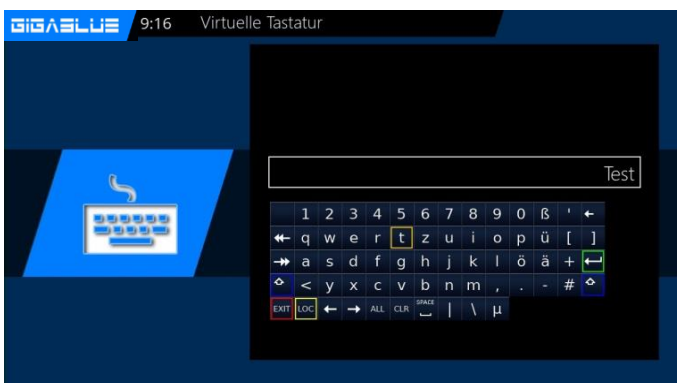 GIGABLUE 9:16 Virtuelle Tastatur
Test
1 2 3 4 5 6 7 8 9 0 ß ' ←
↞ q w e r t z u i o p ü [ ]
↠ a s d f g h j k l ö ä + ↵
⇧ < y x c v b n m , . - # ⇧
EXIT LOC ← → ALL CLR SPACE | \ µ